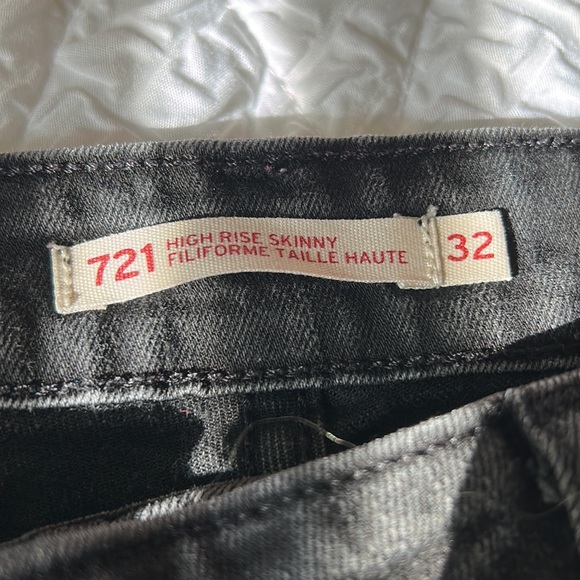 721 HIGH RISE SKINNY
FILIFORME TAILLE HAUTE
32